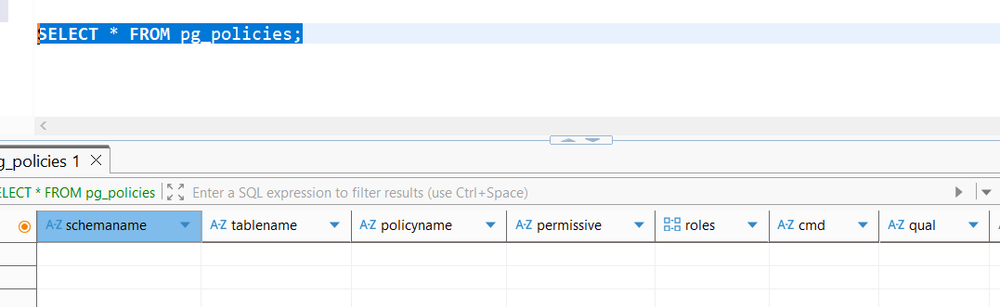 SELECT * FROM pg_policies;
g_policies 1
ELECT * FROM pg_policies Enter a SQL expression to filter results (use Ctrl+Space)
A-Z schemaname A-Z tablename A-Z policyname A-Z permissive roles A-Z cmd A-Z qual